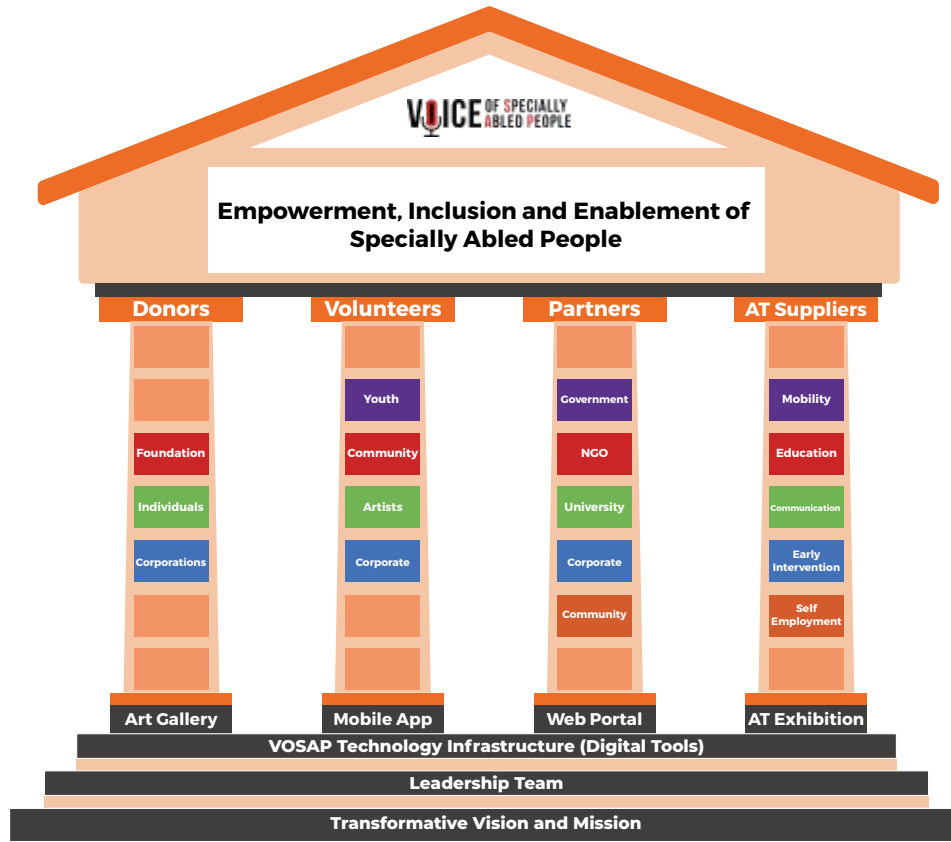 VOICE OF SPECIALLY
ABLED PEOPLE
Empowerment, Inclusion and Enablement of
Specially Abled People
Donors
Volunteers
Partners
AT Suppliers
Youth
Government
Mobility
Foundation
Community
NGO
Education
Individuals
Artists
University
Communication
Corporations
Corporate
Corporate
Early
Intervention
Community
Self
Employment
Art Gallery
Mobile App
Web Portal
AT Exhibition
VOSAP Technology Infrastructure (Digital Tools)
Leadership Team
Transformative Vision and Mission